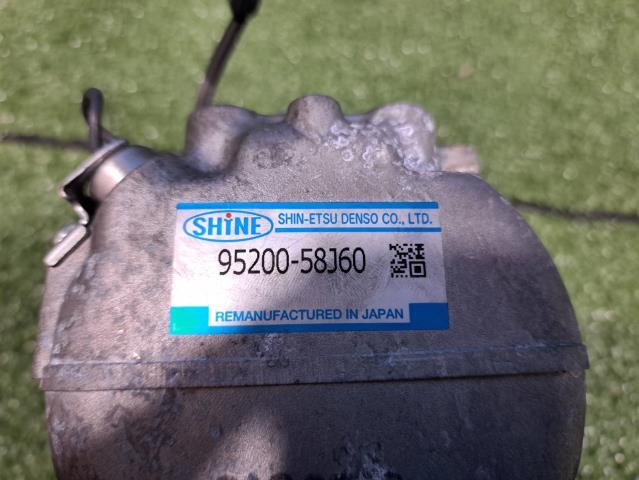 SHiNE SHIN-ETSU DENSO CO., LTD.
95200-58J60
REMANUFACTURED IN JAPAN